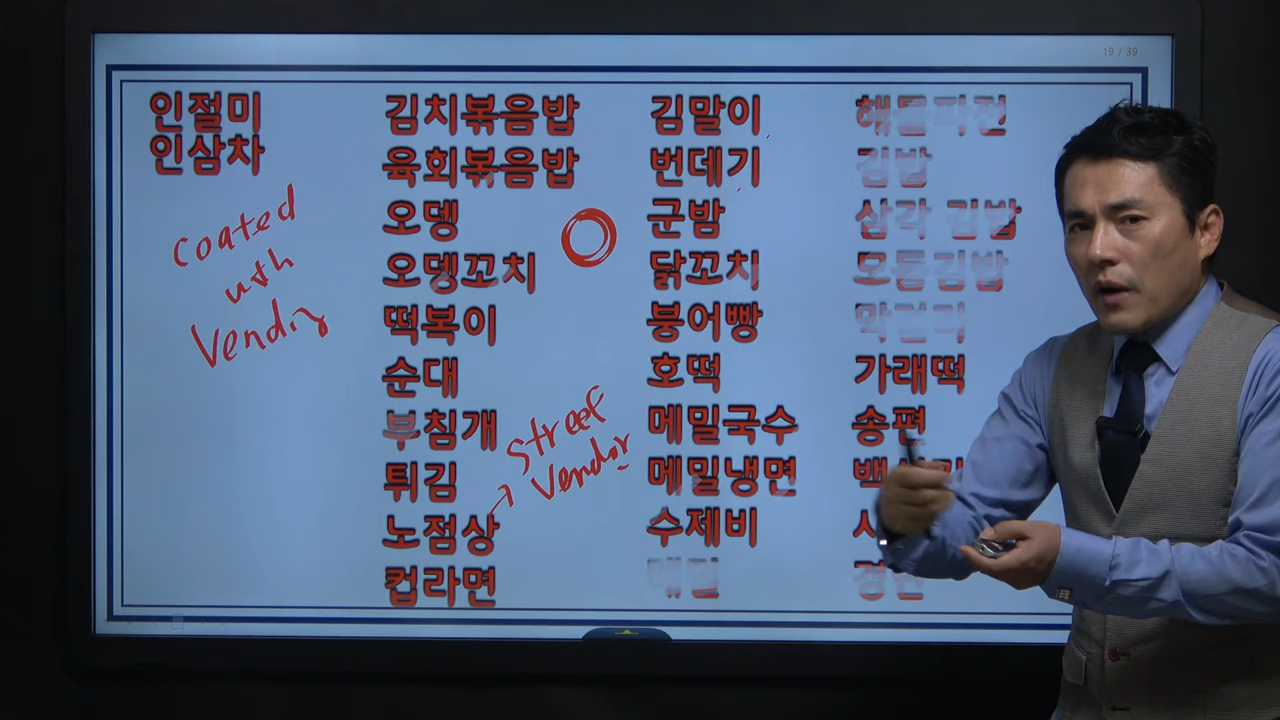 19 / 39
인절미
인삼차
coated
with
Vending
김치볶음밥
육회볶음밥
오뎅
오뎅꼬치
떡볶이
순대
부침개
튀김
노점상
컵라면
street
vendor
김말이
번데기
군밤
닭꼬치
붕어빵
호떡
메밀국수
메밀냉면
수제비
메밀
해물파전
김밥
삼각 김밥
모둠김밥
막걸리
가래떡
송편